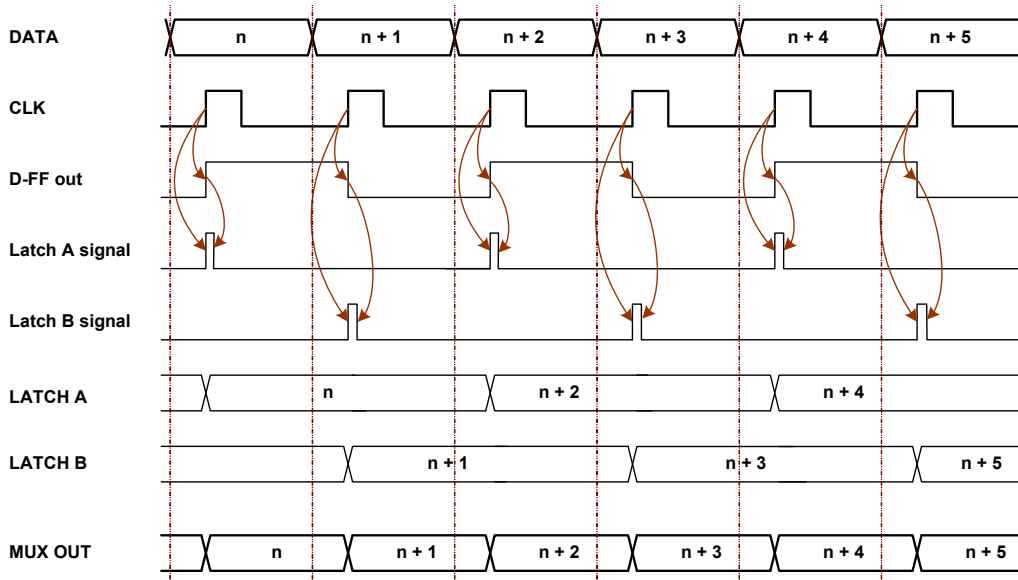 DATA n n + 1 n + 2 n + 3 n + 4 n + 5
CLK
D-FF out
Latch A signal
Latch B signal
LATCH A n n + 2 n + 4
LATCH B n + 1 n + 3 n + 5
MUX OUT n n + 1 n + 2 n + 3 n + 4 n + 5